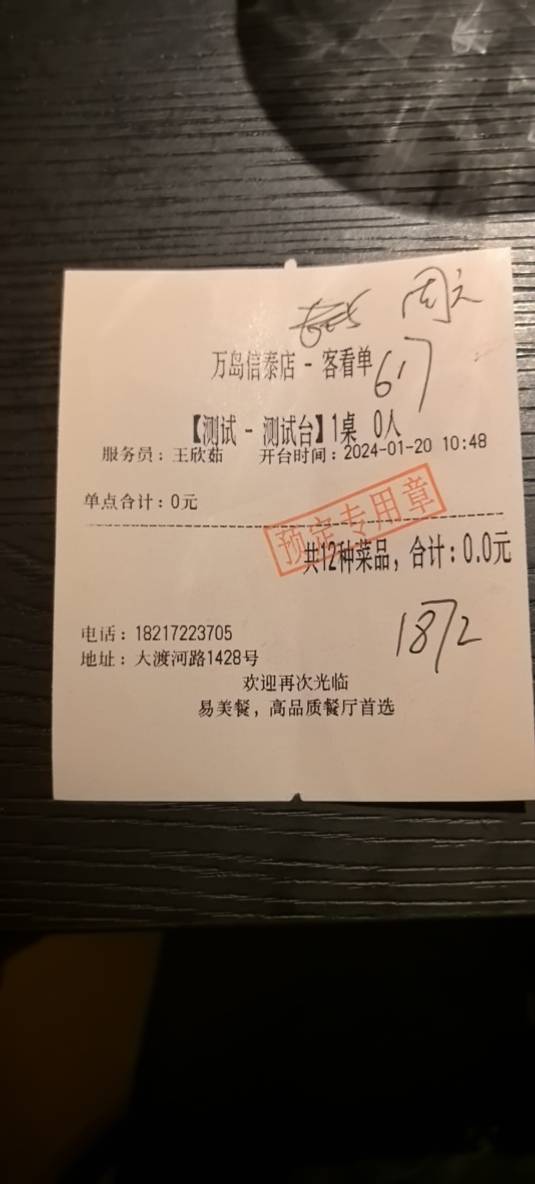 万岛信泰店 - 客看单
617
【测试 - 测试台】1桌 0人
服务员：王欣茹 开台时间：2024-01-20 10:48
单点合计：0元
预定专用章
共12种菜品，合计：0.0元
1872
电话：18217223705
地址：大渡河路1428号
欢迎再次光临
易美餐，高品质餐厅首选